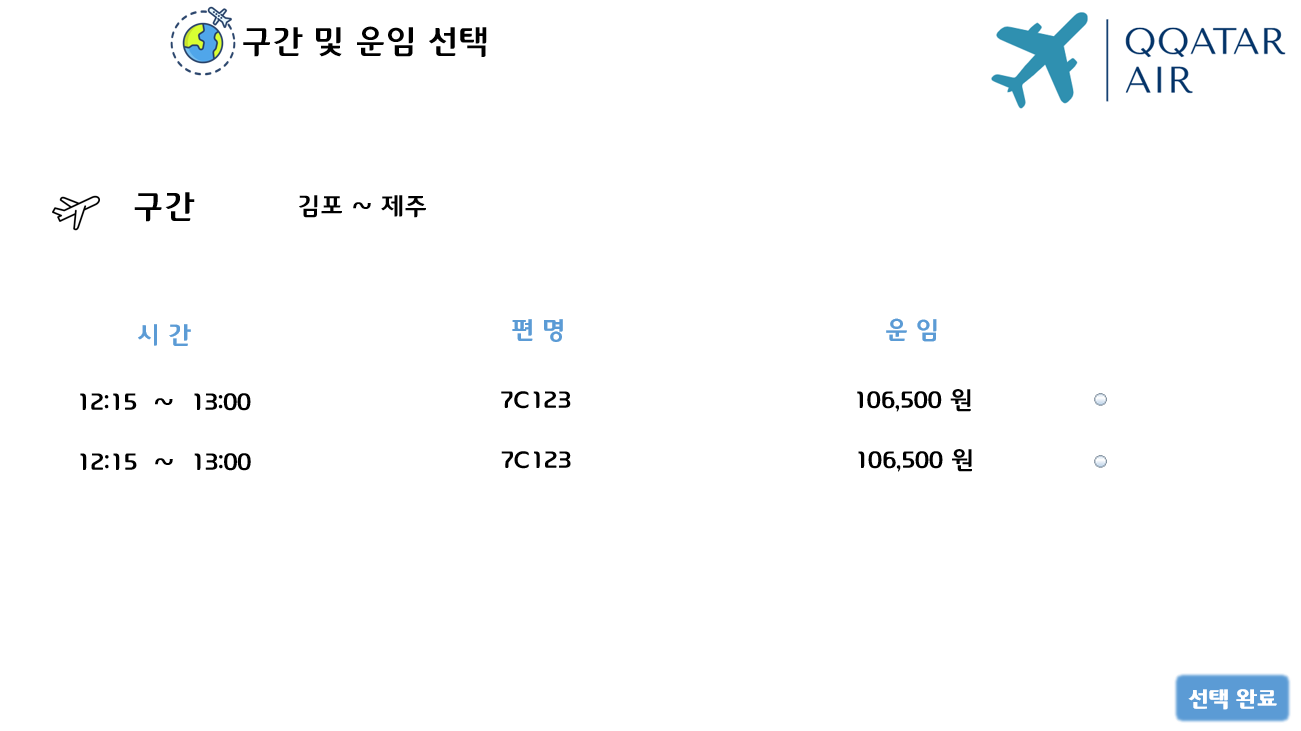 구간 및 운임 선택
QQATAR
AIR
구간 김포 ~ 제주
시 간 편 명 운 임
12:15 ~ 13:00 7C123 106,500 원
12:15 ~ 13:00 7C123 106,500 원
선택 완료